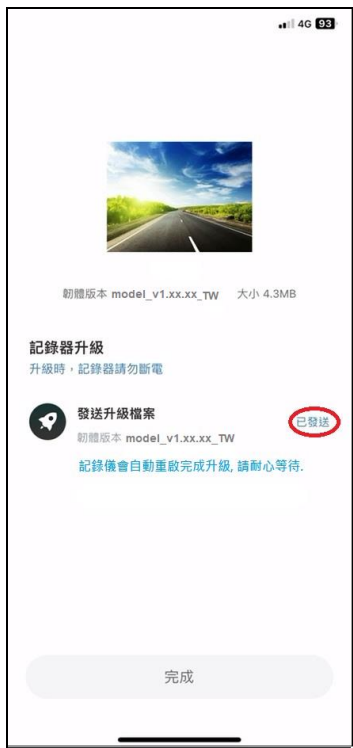 4G 93
韌體版本 model_v1.xx.xx_TW 大小 4.3MB
記錄器升級
升級時，記錄器請勿斷電
發送升級檔案
已發送
韌體版本 model_v1.xx.xx_TW
記錄儀會自動重啟完成升級, 請耐心等待.
完成